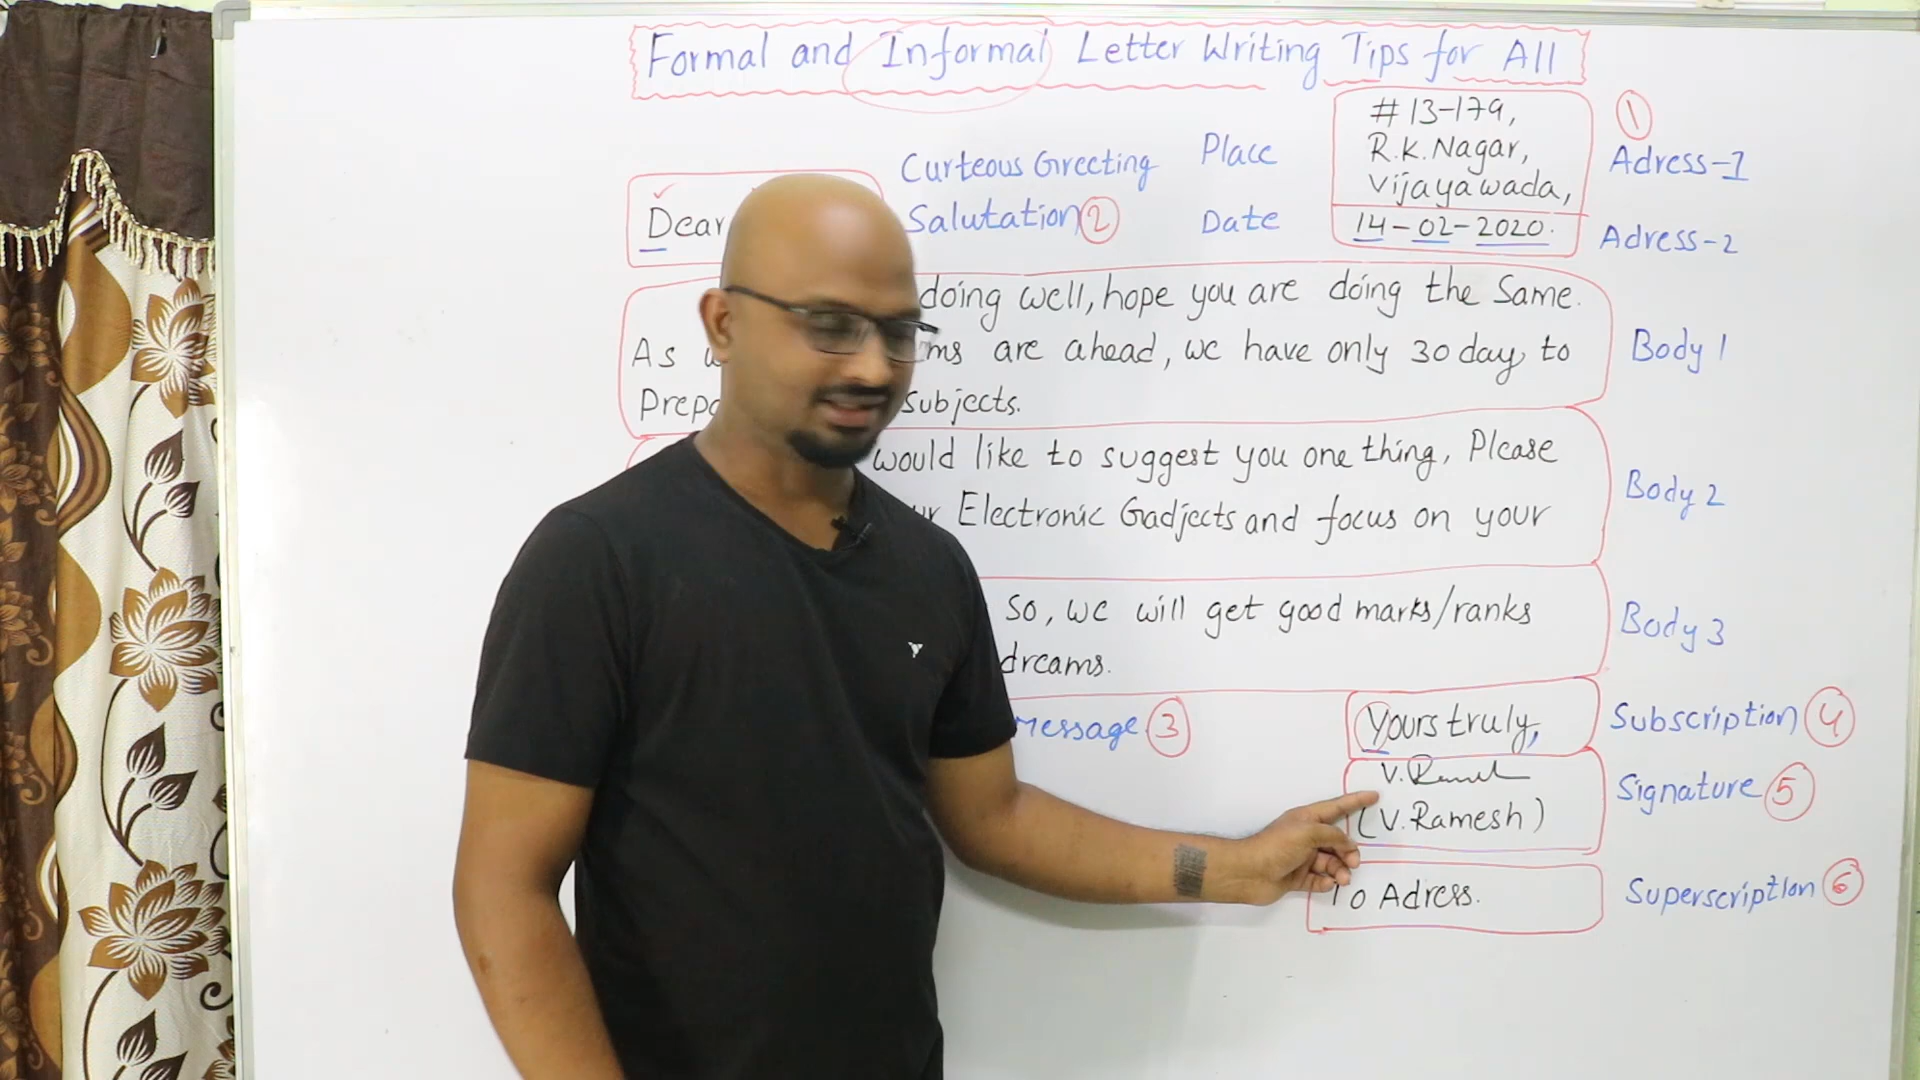 Formal and Informal Letter Writing Tips for All
# 13-179,
R.K. Nagar,
Vijayawada,
14-02-2020.
1
Adress-1
Adress-2
Place
Date
Curteous Greeting
Salutation 2
Dear
doing well, hope you are doing the Same.
As are ahead, we have only 30 day, to
subjects.
Body 1
would like to suggest you one thing, Please
Electronic Gadjects and focus on your
Body 2
So, we will get good marks/ranks
dreams.
Body 3
Message 3
Yours truly,
Subscription 4
V. Ramesh
(V. Ramesh)
Signature 5
To Adress.
Superscription 6